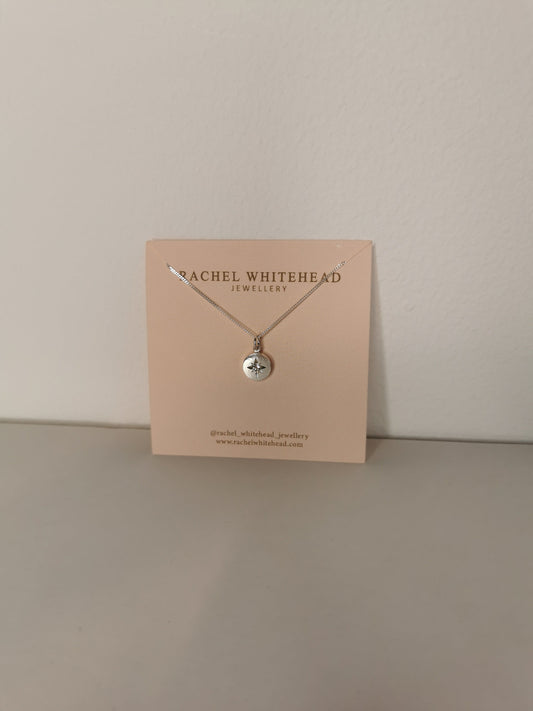 RACHEL WHITEHEAD
JEWELLERY
@rachel_whitehead_jewellery
www.rachelwhitehead.com